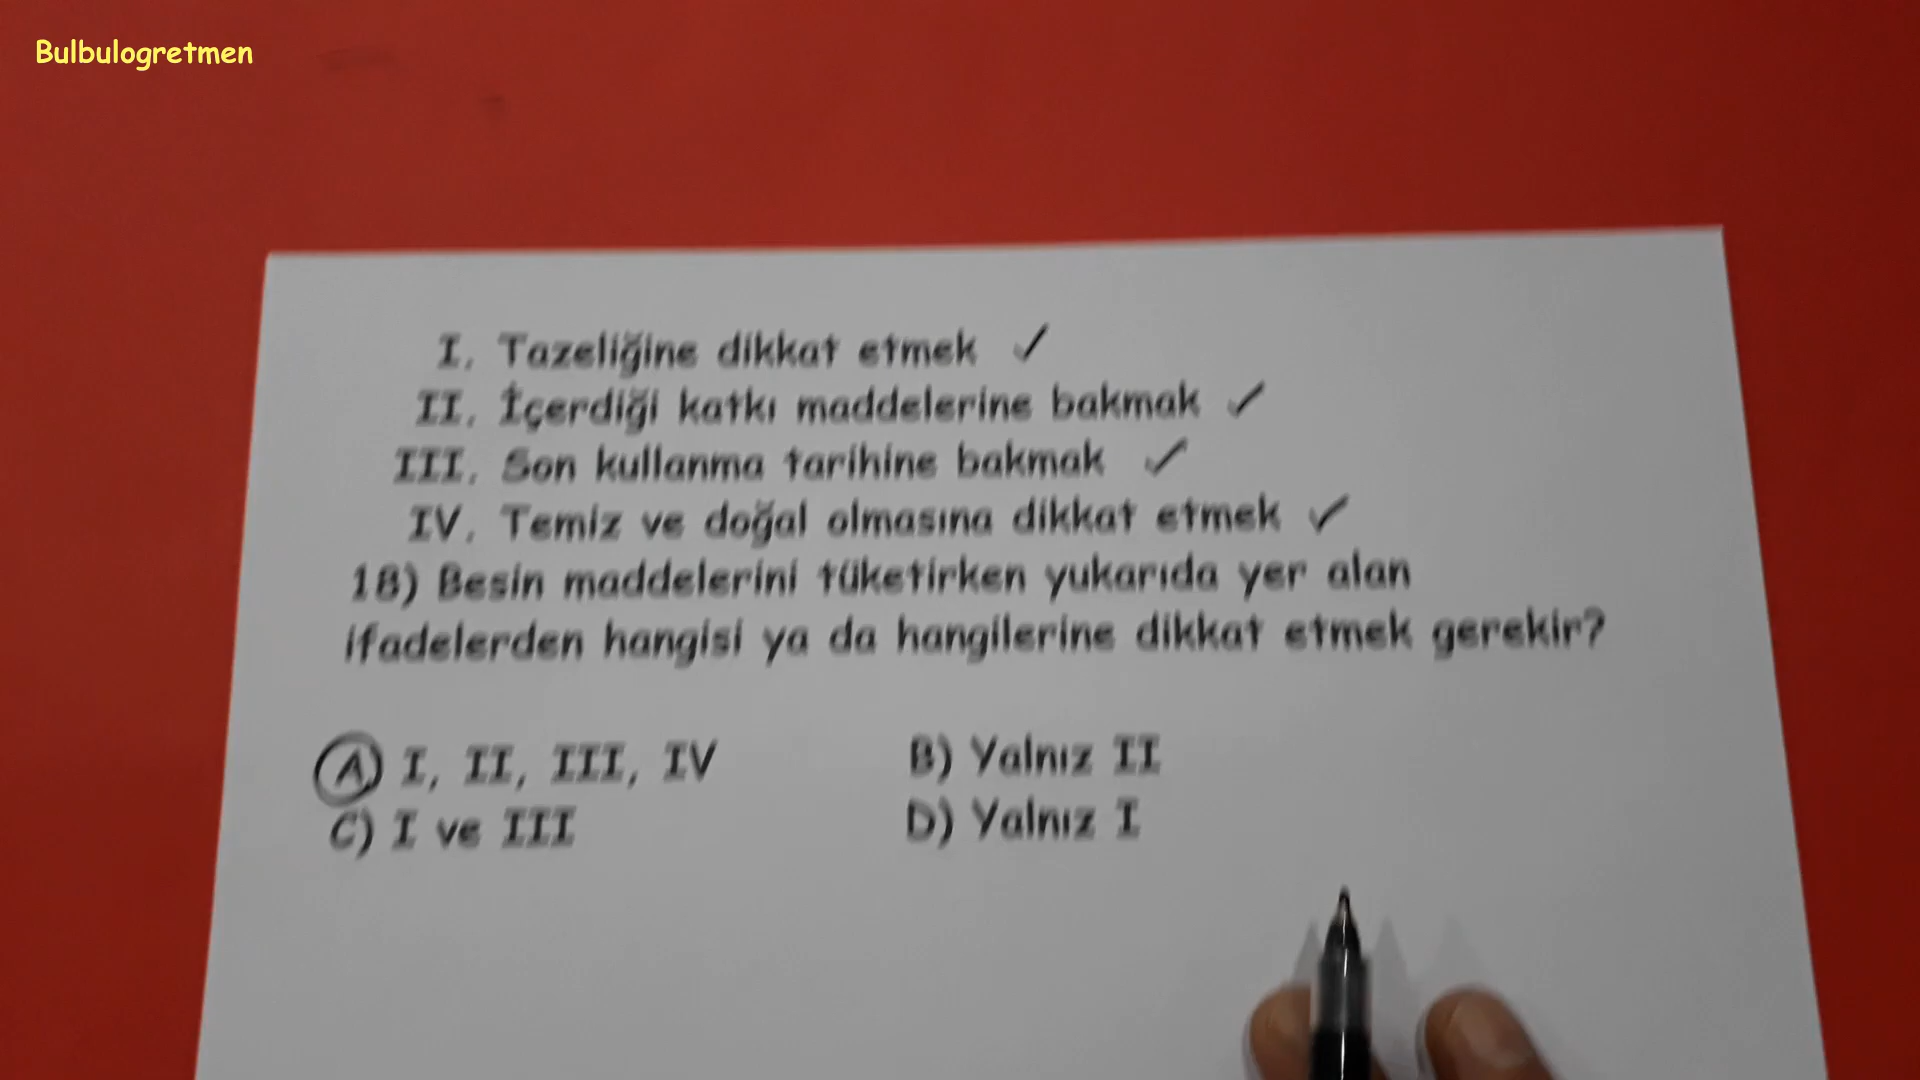 Bulbulogretmen
I. Tazeliğine dikkat etmek ✓
II. İçerdiği katkı maddelerine bakmak ✓
III. Son kullanma tarihine bakmak ✓
IV. Temiz ve doğal olmasına dikkat etmek ✓
18) Besin maddelerini tüketirken yukarıda yer alan
ifadelerden hangisi ya da hangilerine dikkat etmek gerekir?
A) I, II, III, IV B) Yalnız II
C) I ve III D) Yalnız I